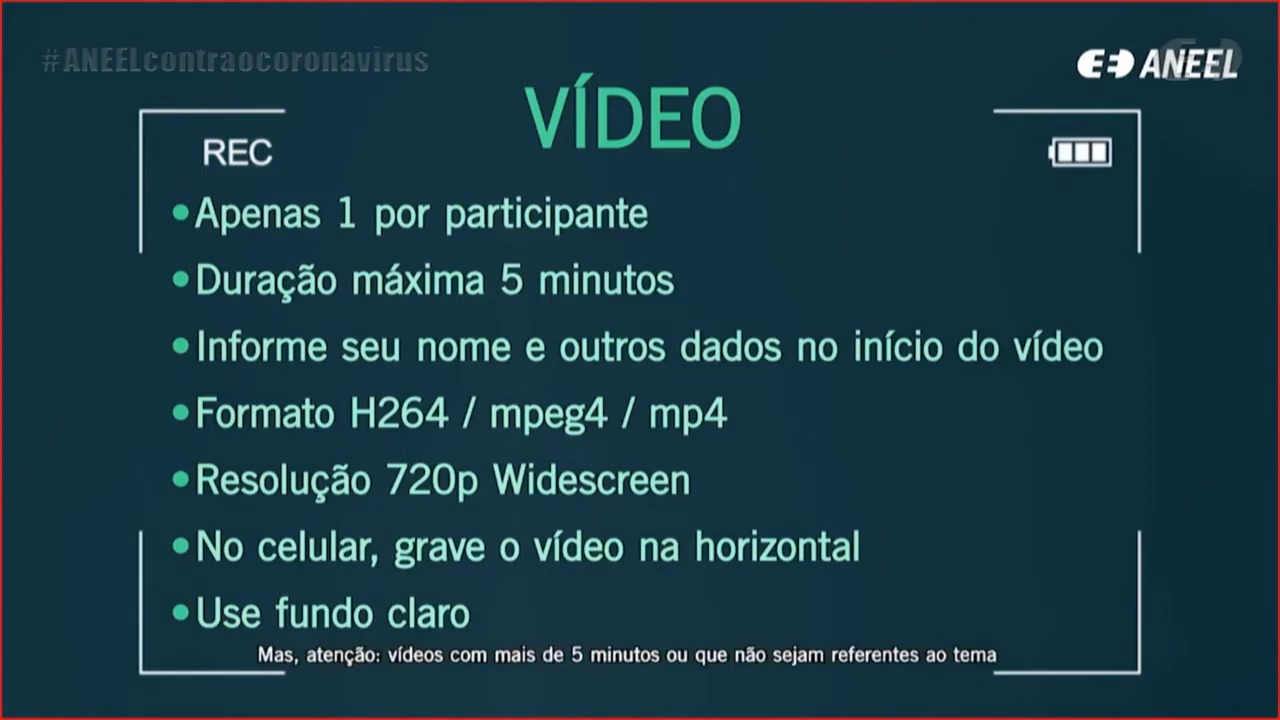 #ANEELcontraocoronavirus
ANEEL
VÍDEO
REC
•Apenas 1 por participante
•Duração máxima 5 minutos
•Informe seu nome e outros dados no início do vídeo
•Formato H264 / mpeg4 / mp4
•Resolução 720p Widescreen
•No celular, grave o vídeo na horizontal
•Use fundo claro
Mas, atenção: vídeos com mais de 5 minutos ou que não sejam referentes ao tema